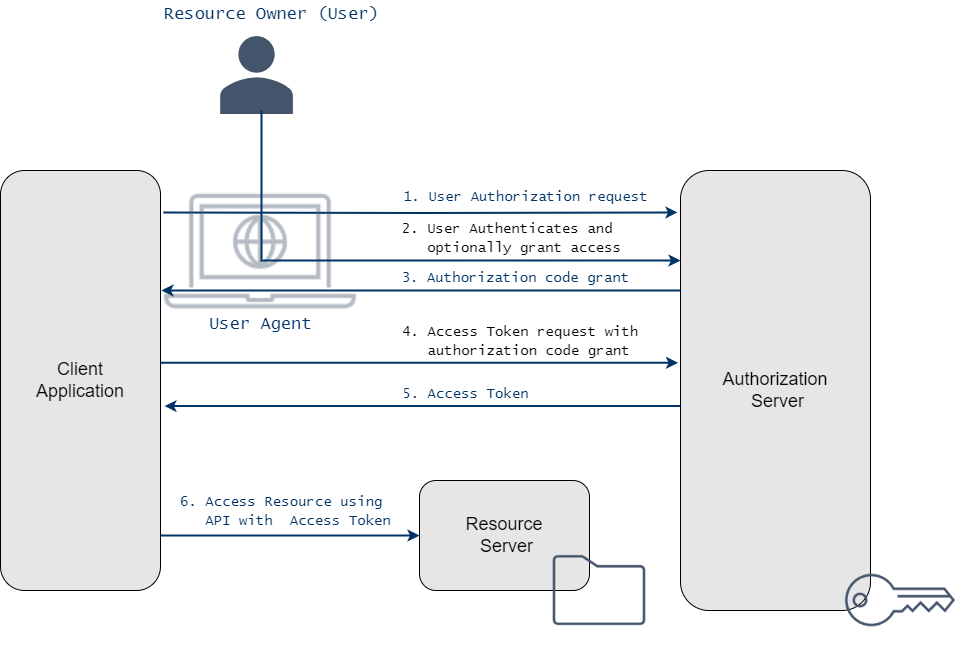 Resource Owner (User)
1. User Authorization request
2. User Authenticates and
optionally grant access
3. Authorization code grant
User Agent
4. Access Token request with
authorization code grant
Client
Application
Authorization
Server
5. Access Token
6. Access Resource using
API with  Access Token
Resource
Server